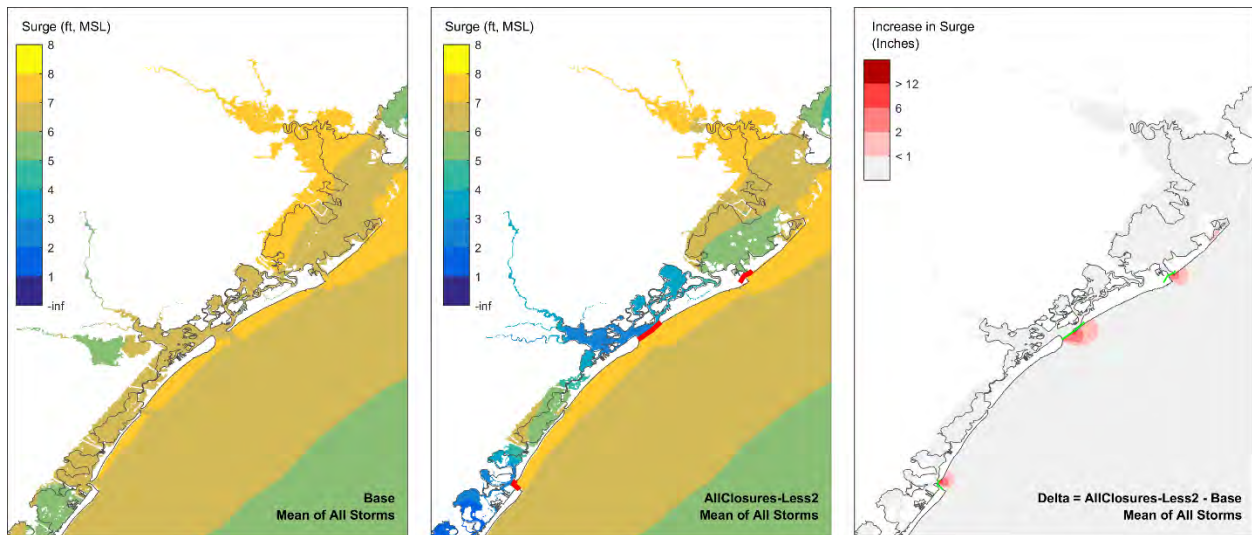 Surge (ft, MSL)
8
8
7
6
5
4
3
2
1
-inf
Base
Mean of All Storms
Surge (ft, MSL)
8
8
7
6
5
4
3
2
1
-inf
AllClosures-Less2
Mean of All Storms
Increase in Surge
(Inches)
> 12
6
2
< 1
Delta = AllClosures-Less2 - Base
Mean of All Storms